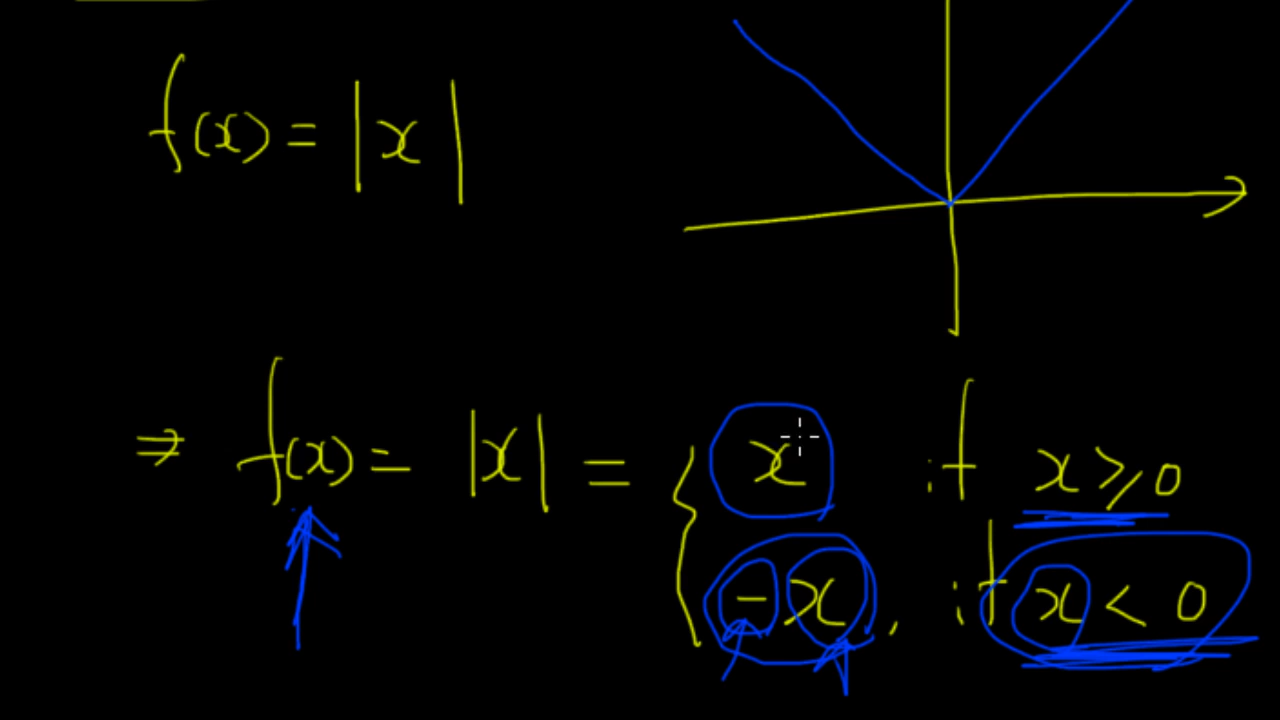 f(x) = |x|
⇒ f(x) = |x| = { x if x ≥ 0
-x, if x < 0